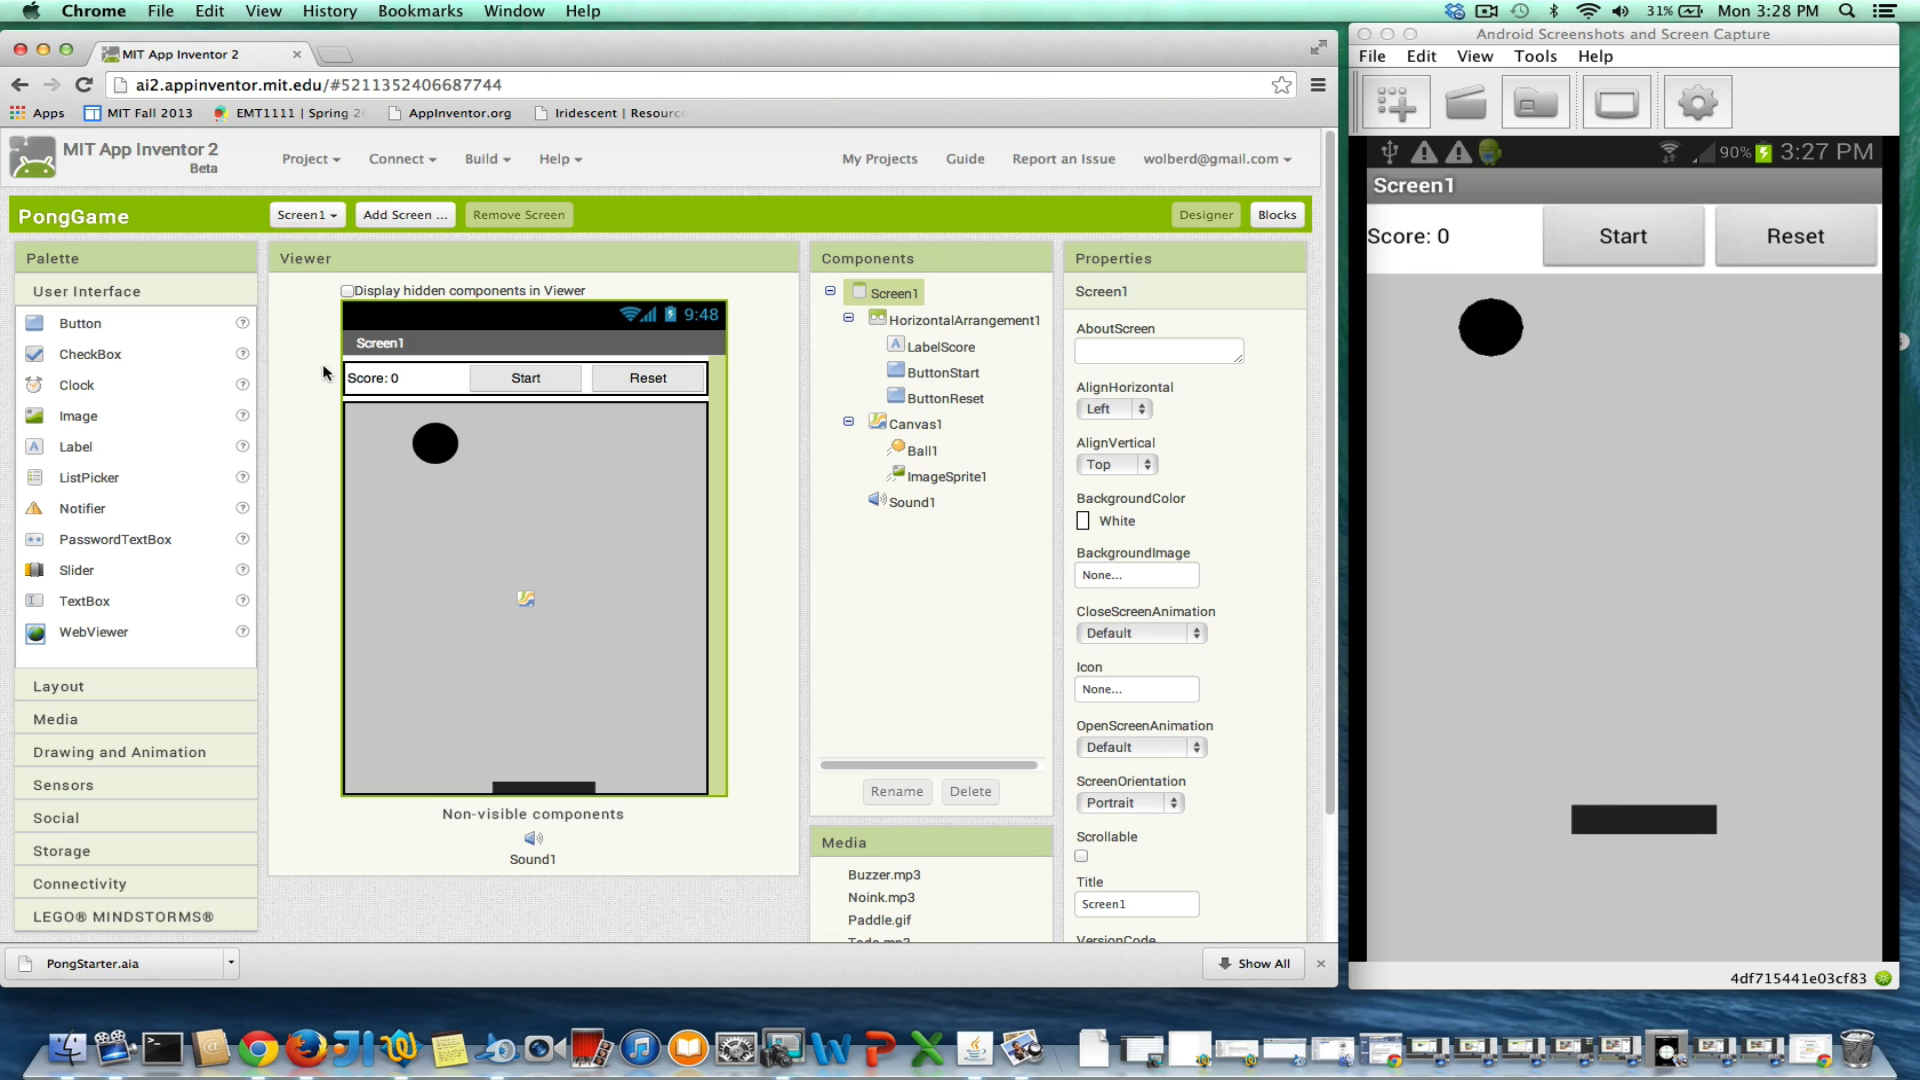 Chrome File Edit View History Bookmarks Window Help
31% Mon 3:28 PM
MIT App Inventor 2
ai2.appinventor.mit.edu/#5211352406687744
Apps MIT Fall 2013 EMT1111 | Spring 2 AppInventor.org Iridescent | Resourc
MIT App Inventor 2
Beta
Project Connect Build Help My Projects Guide Report an Issue wolberd@gmail.com
PongGame Screen1 Add Screen ... Remove Screen Designer Blocks
Palette
User Interface
Button ?
CheckBox ?
Clock ?
Image ?
A Label ?
ListPicker ?
Notifier ?
PasswordTextBox ?
Slider ?
TextBox ?
WebViewer ?
Layout
Media
Drawing and Animation
Sensors
Social
Storage
Connectivity
LEGO® MINDSTORMS®
Viewer
Display hidden components in Viewer
9:48
Screen1
Score: 0 Start Reset
Non-visible components
Sound1
Components
Screen1
HorizontalArrangement1
A LabelScore
ButtonStart
ButtonReset
Canvas1
Ball1
ImageSprite1
Sound1
Rename Delete
Media
Buzzer.mp3
Noink.mp3
Paddle.gif
Properties
Screen1
AboutScreen
AlignHorizontal
Left
AlignVertical
Top
BackgroundColor
White
BackgroundImage
None...
CloseScreenAnimation
Default
Icon
None...
OpenScreenAnimation
Default
ScreenOrientation
Portrait
Scrollable
Title
Screen1
VersionCode
PongStarter.aia Show All
Android Screenshots and Screen Capture
File Edit View Tools Help
90% 3:27 PM
Screen1
Score: 0 Start Reset
4df715441e03cf83